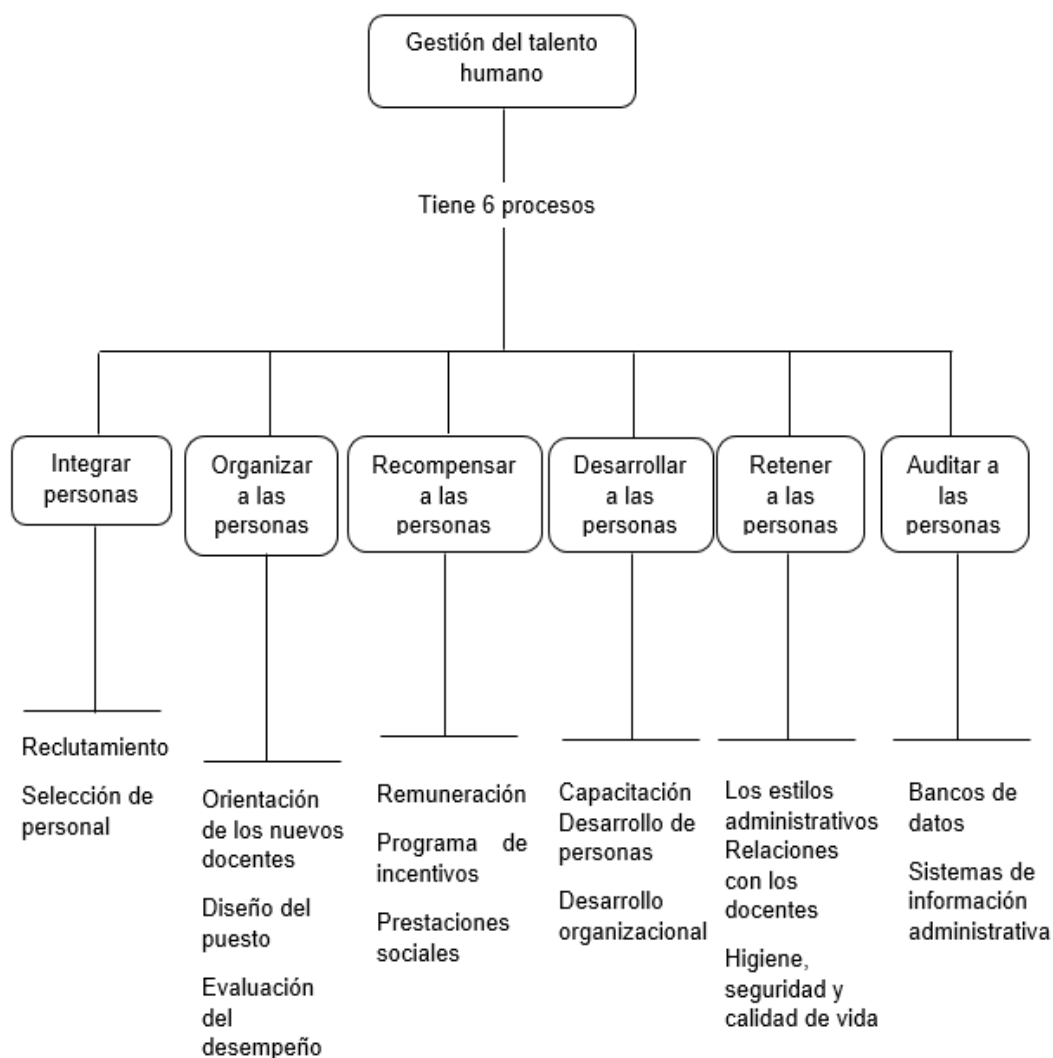 Gestión del talento
humano
Tiene 6 procesos
Integrar
personas
Organizar
a las
personas
Recompensar
a las
personas
Desarrollar
a las
personas
Retener
a las
personas
Auditar a
las
personas
Reclutamiento
Selección de
personal
Orientación
de los nuevos
docentes
Diseño del
puesto
Evaluación
del
desempeño
Remuneración
Programa de
incentivos
Prestaciones
sociales
Capacitación
Desarrollo de
personas
Desarrollo
organizacional
Los estilos
administrativos
Relaciones
con los
docentes
Higiene,
seguridad y
calidad de vida
Bancos de
datos
Sistemas de
información
administrativa